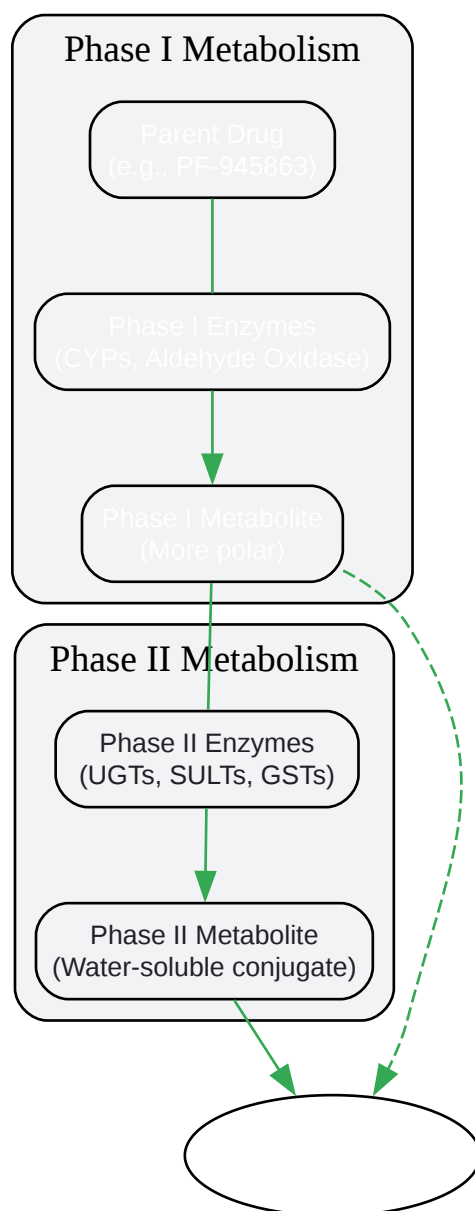 Phase I Metabolism
Parent Drug
(e.g., PF-945863)
Phase I Enzymes
(CYPs, Aldehyde Oxidase)
Phase I Metabolite
(More polar)
Phase II Metabolism
Phase II Enzymes
(UGTs, SULTs, GSTs)
Phase II Metabolite
(Water-soluble conjugate)